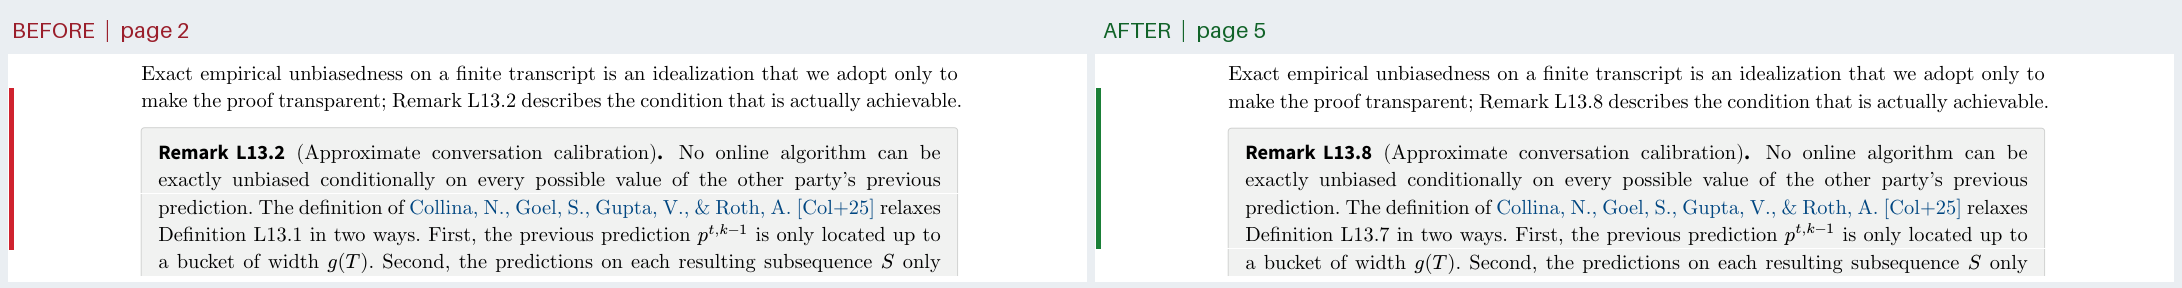 BEFORE | page 2
Exact empirical unbiasedness on a finite transcript is an idealization that we adopt only to
make the proof transparent; Remark L13.2 describes the condition that is actually achievable.
Remark L13.2 (Approximate conversation calibration). No online algorithm can be
exactly unbiased conditionally on every possible value of the other party's previous
prediction. The definition of Collina, N., Goel, S., Gupta, V., & Roth, A. [Col+25] relaxes
Definition L13.1 in two ways. First, the previous prediction p^{t,k−1} is only located up to
a bucket of width g(T). Second, the predictions on each resulting subsequence S only
AFTER | page 5
Exact empirical unbiasedness on a finite transcript is an idealization that we adopt only to
make the proof transparent; Remark L13.8 describes the condition that is actually achievable.
Remark L13.8 (Approximate conversation calibration). No online algorithm can be
exactly unbiased conditionally on every possible value of the other party's previous
prediction. The definition of Collina, N., Goel, S., Gupta, V., & Roth, A. [Col+25] relaxes
Definition L13.7 in two ways. First, the previous prediction p^{t,k−1} is only located up to
a bucket of width g(T). Second, the predictions on each resulting subsequence S only